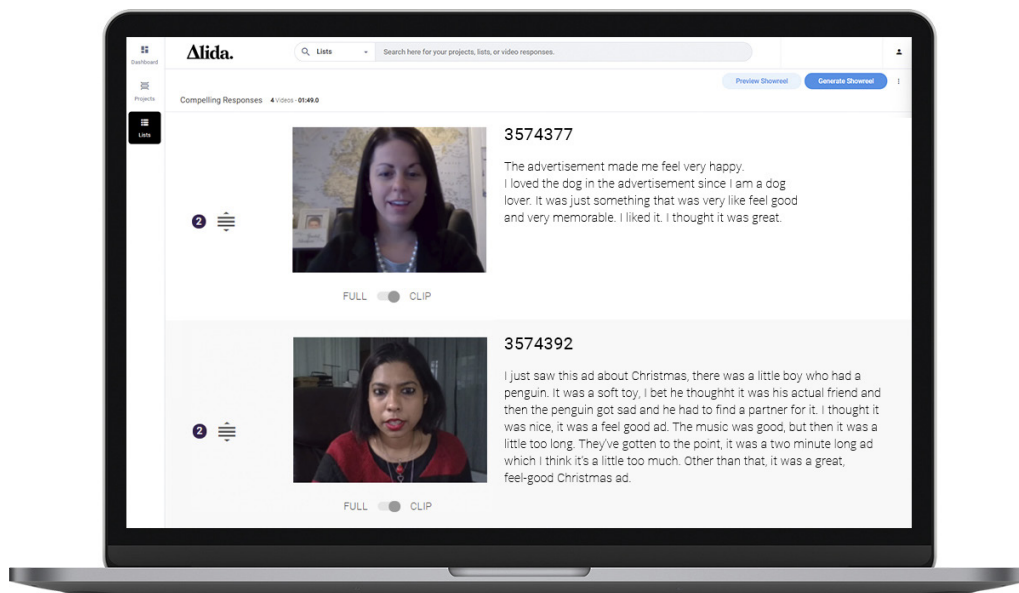 Dashboard
Projects
Lists
Alida.
Lists
Search here for your projects, lists, or video responses.
Preview Showreel
Generate Showreel
Compelling Responses 4 Videos - 01:49.0
2
3574377
The advertisement made me feel very happy.
I loved the dog in the advertisement since I am a dog
lover. It was just something that was very like feel good
and very memorable. I liked it. I thought it was great.
FULL CLIP
2
3574392
I just saw this ad about Christmas, there was a little boy who had a
penguin. It was a soft toy, I bet he thoughht it was his actual friend and
then the penguin got sad and he had to find a partner for it. I thought it
was nice, it was a feel good ad. The music was good, but then it was a
little too long. They've gotten to the point, it was a two minute long ad
which I think it's a little too much. Other than that, it was a great,
feel-good Christmas ad.
FULL CLIP